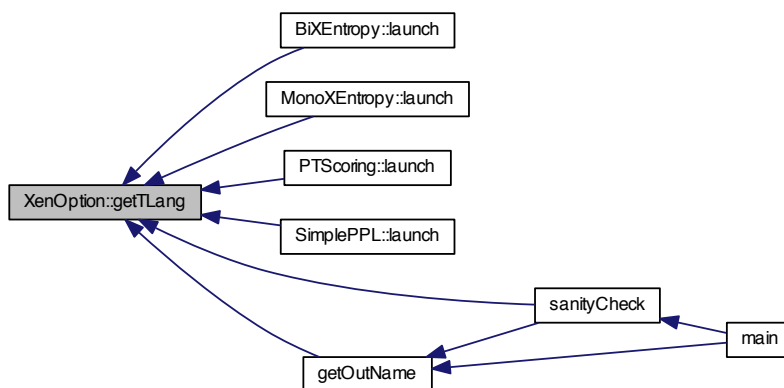 BiXEntropy::launch
MonoXEntropy::launch
PTScoring::launch
XenOption::getTLang
SimplePPL::launch
sanityCheck
main
getOutName